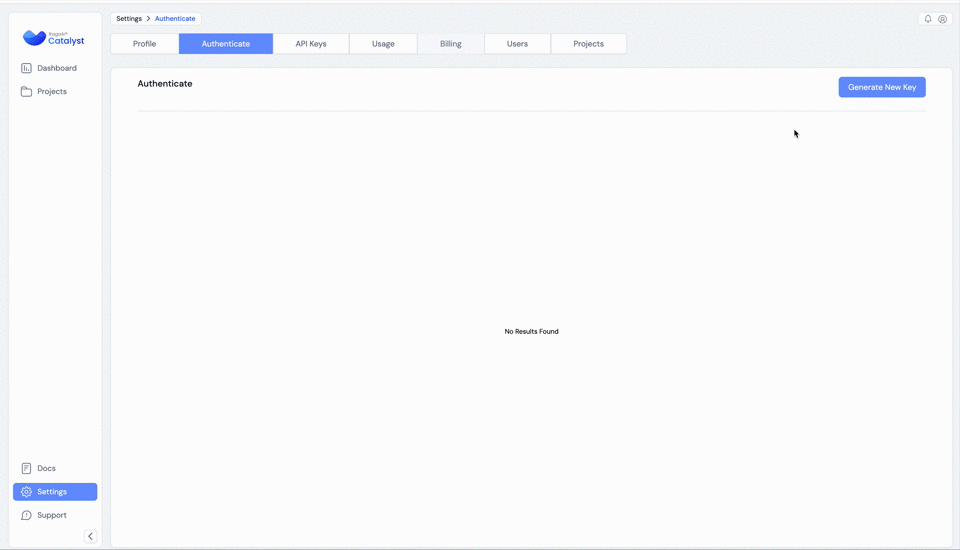 RagaAI
Catalyst
Settings > Authenticate
Profile
Authenticate
API Keys
Usage
Billing
Users
Projects
Dashboard
Projects
Authenticate
Generate New Key
No Results Found
Docs
Settings
Support